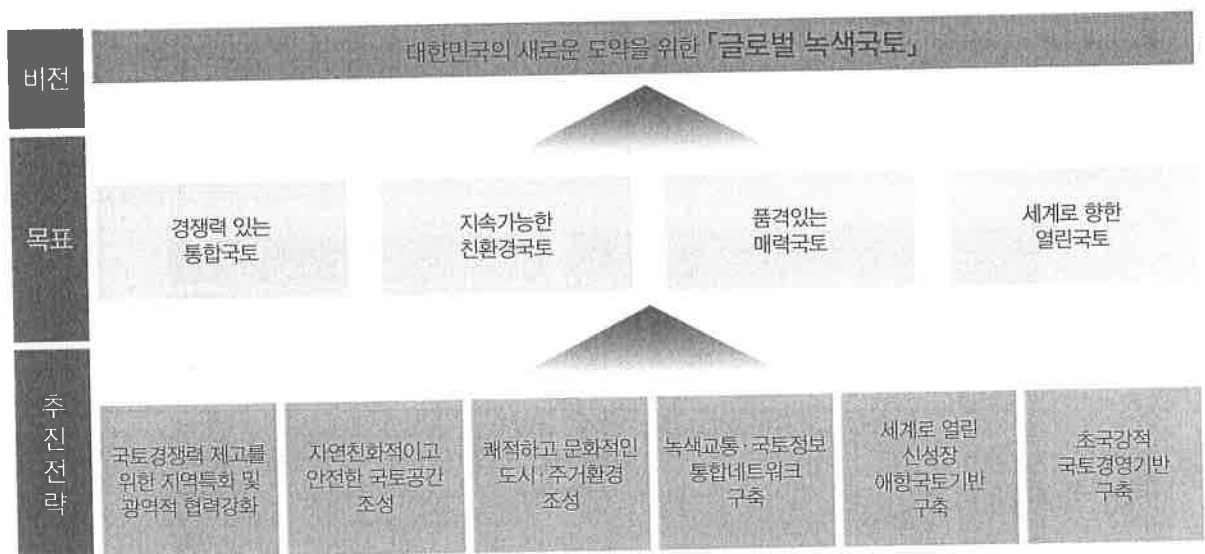 비전
대한민국의 새로운 도약을 위한 「글로벌 녹색국토」
목표
경쟁력 있는
통합국토
지속가능한
친환경국토
품격있는
매력국토
세계로 향한
열린국토
추
진
전
략
국토경쟁력 제고를
위한 지역특화 및
광역적 협력강화
자연친화적이고
안전한 국토공간
조성
쾌적하고 문화적인
도시·주거환경
조성
녹색교통·국토정보
통합네트워크
구축
세계로 열린
신성장
해양국토기반
구축
초국경적
국토경영기반
구축